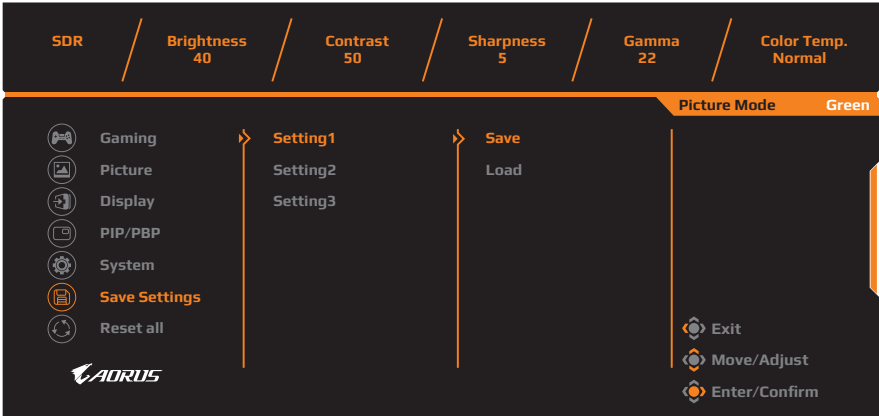 SDR Brightness Contrast Sharpness Gamma Color Temp.
40 50 5 22 Normal
Picture Mode Green
Gaming Setting1 Save
Picture Setting2 Load
Display Setting3
PIP/PBP
System
Save Settings
Reset all Exit
AORUS Move/Adjust
Enter/Confirm